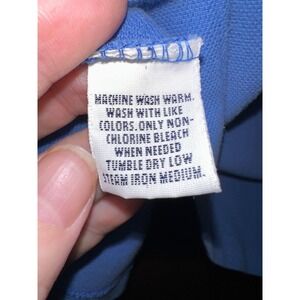 MACHINE WASH WARM.
WASH WITH LIKE
COLORS. ONLY NON-
CHLORINE BLEACH
WHEN NEEDED
TUMBLE DRY LOW
STEAM IRON MEDIUM.